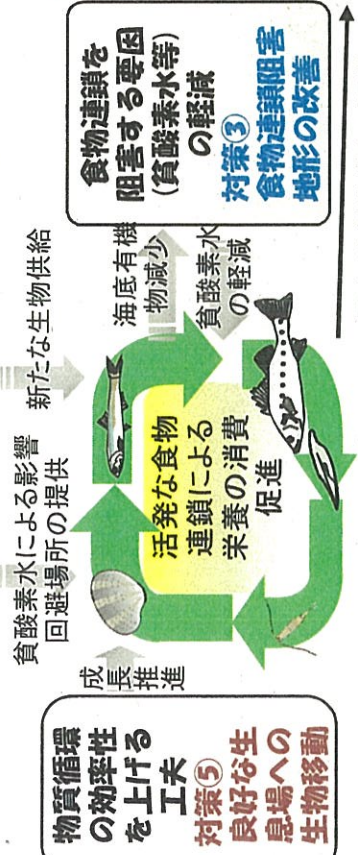 貧酸素水による影響
回避場所の提供
新たな生物供給
物質循環
の効率性
を上げる
工夫
対策⑤
良好な生
息場への
生物移動
成長推進
活発な食物
連鎖による
栄養の消費
促進
海底有機
物減少
貧酸素水
の軽減
食物連鎖を
阻害する要因
(貧酸素水等)
の軽減
対策③
食物連鎖阻害
地形の改善